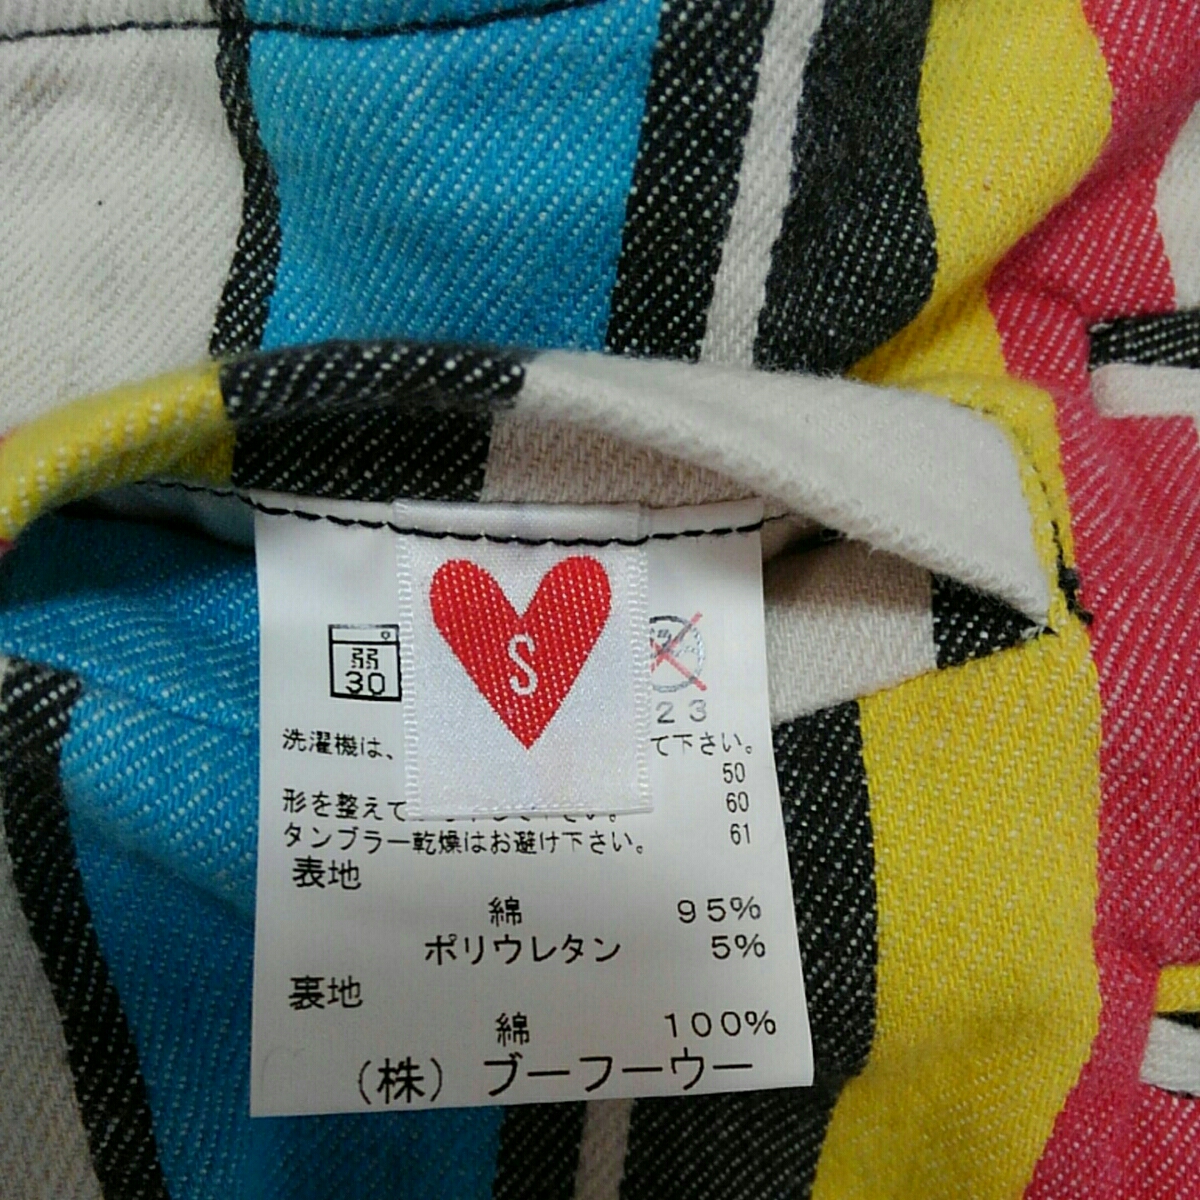 S
弱
30
23
洗濯機は、 て下さい。
50
形を整えて 60
タンブラー乾燥はお避け下さい。 61
表地
綿 95%
ポリウレタン 5%
裏地
綿 100%
(株) ブーフーウー